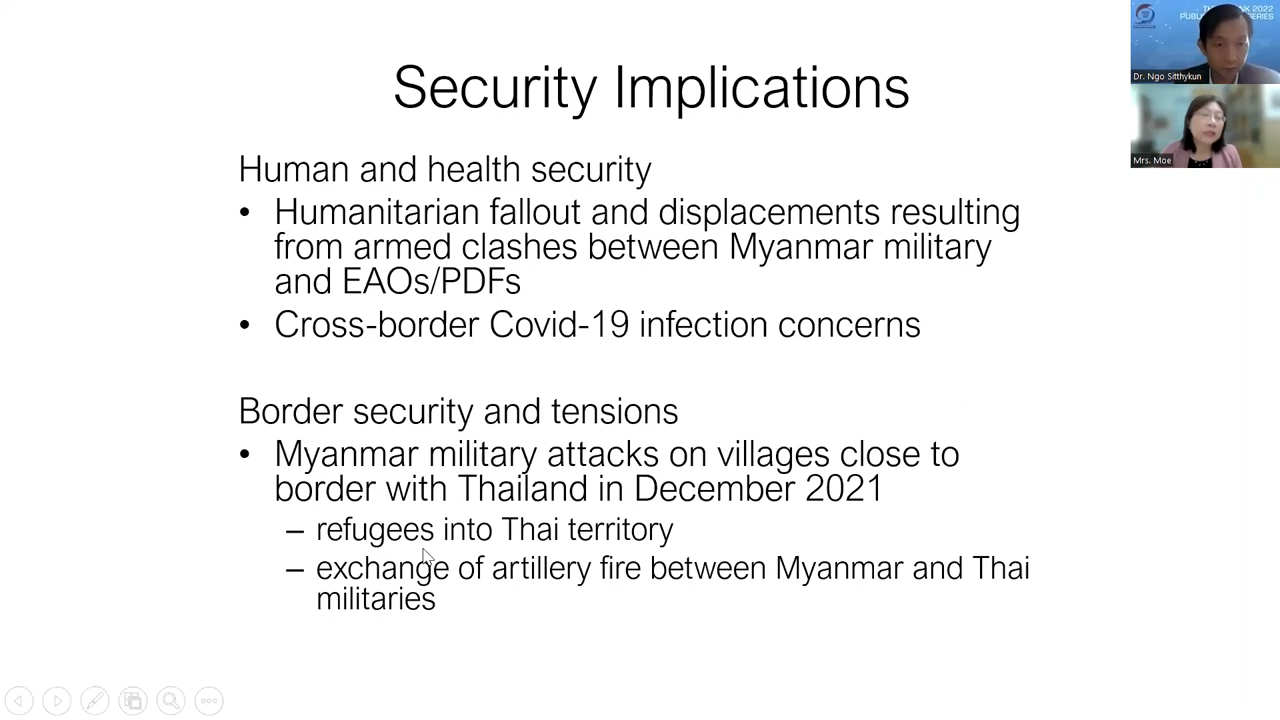 Security Implications
Human and health security
• Humanitarian fallout and displacements resulting
from armed clashes between Myanmar military
and EAOs/PDFs
• Cross-border Covid-19 infection concerns
Border security and tensions
• Myanmar military attacks on villages close to
border with Thailand in December 2021
– refugees into Thai territory
– exchange of artillery fire between Myanmar and Thai
militaries
2022
Dr. Ngo Sitthykun
Mrs. Moe